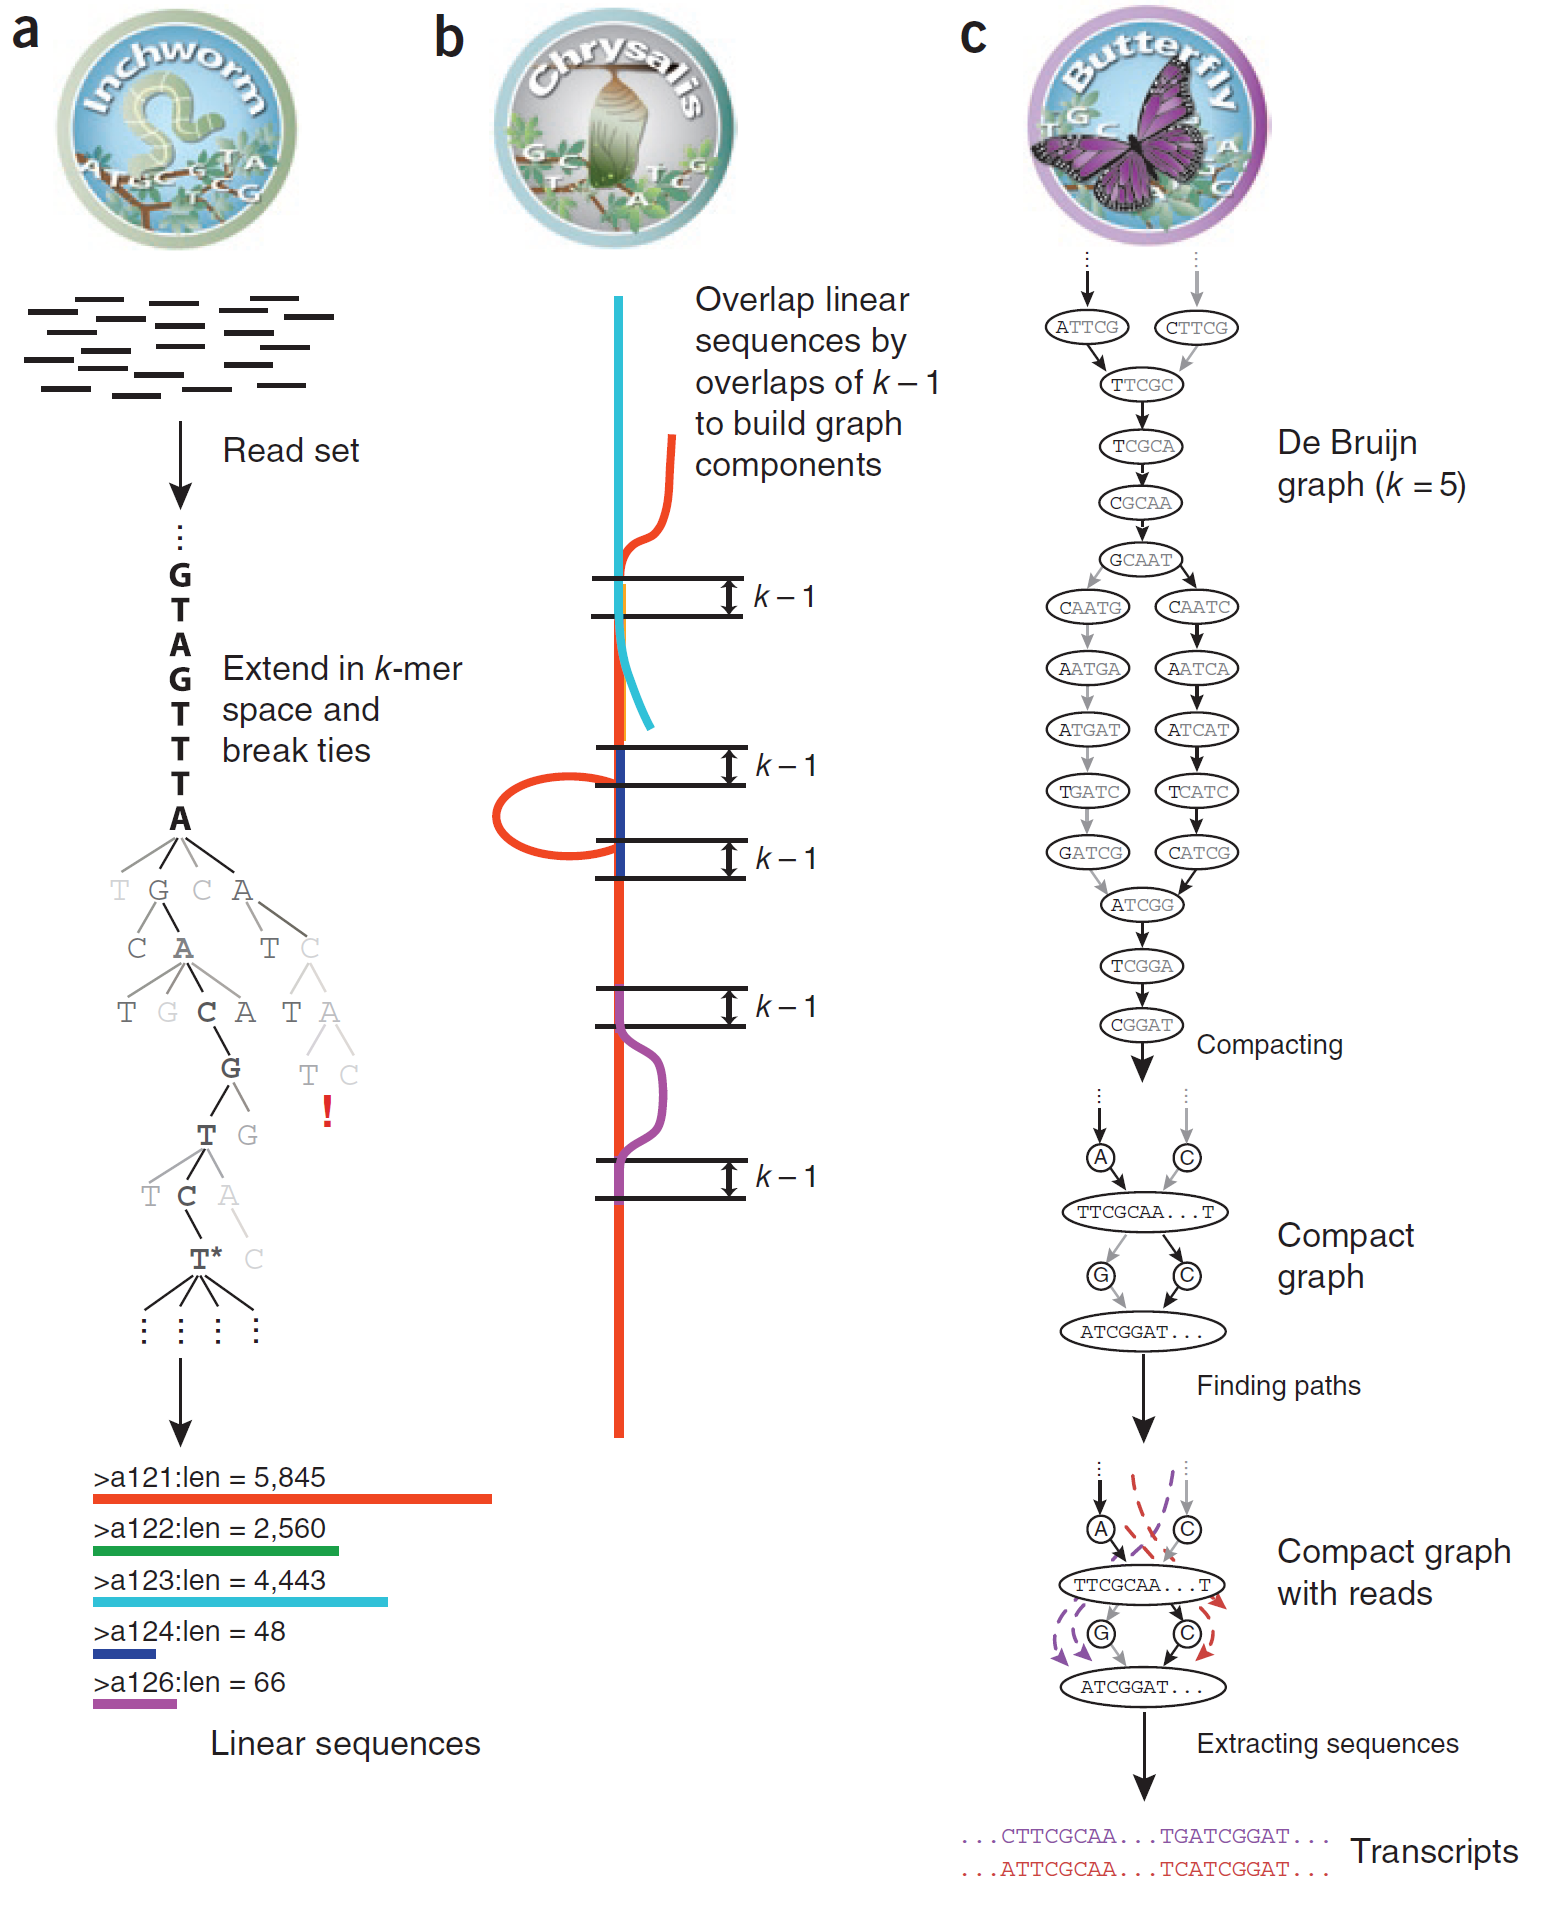 a
Inchworm
A T G C G T C T A G
Read set
G
T
A
G
T
T
T
A
Extend in k-mer
space and
break ties
T G C A
C A T C
T G C A T A
G T C
!
T G
T C A
T* C
>a121:len = 5,845
>a122:len = 2,560
>a123:len = 4,443
>a124:len = 48
>a126:len = 66
Linear sequences
b
Chrysalis
G C T A T C G
Overlap linear
sequences by
overlaps of k – 1
to build graph
components
k – 1
k – 1
k – 1
k – 1
k – 1
c
Butterfly
T G C A C
ATTCG CTTCG
TTCGC
TCGCA
CGCAA
GCAAT
CAATG CAATC
AATGA AATCA
ATGAT ATCAT
TGATC TCATC
GATCG CATCG
ATCGG
TCGGA
CGGAT
De Bruijn
graph (k = 5)
Compacting
A C
TTCGCAA...T
G C
ATCGGAT...
Compact
graph
Finding paths
A C
TTCGCAA...T
G C
ATCGGAT...
Compact graph
with reads
Extracting sequences
...CTTCGCAA...TGATCGGAT...
...ATTCGCAA...TCATCGGAT...
Transcripts